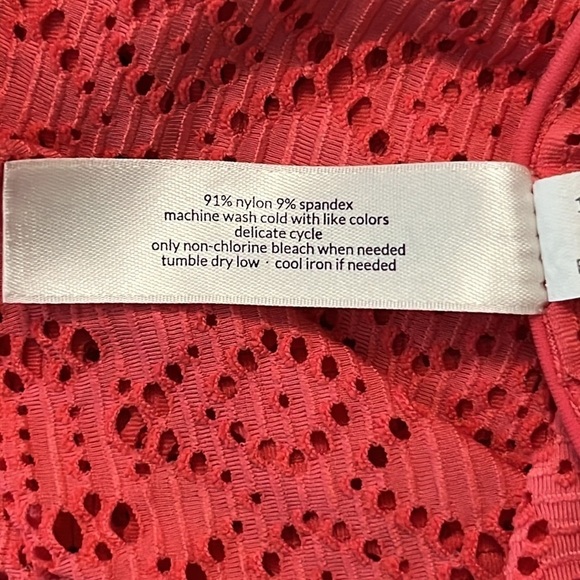 91% nylon 9% spandex
machine wash cold with like colors
delicate cycle
only non-chlorine bleach when needed
tumble dry low · cool iron if needed